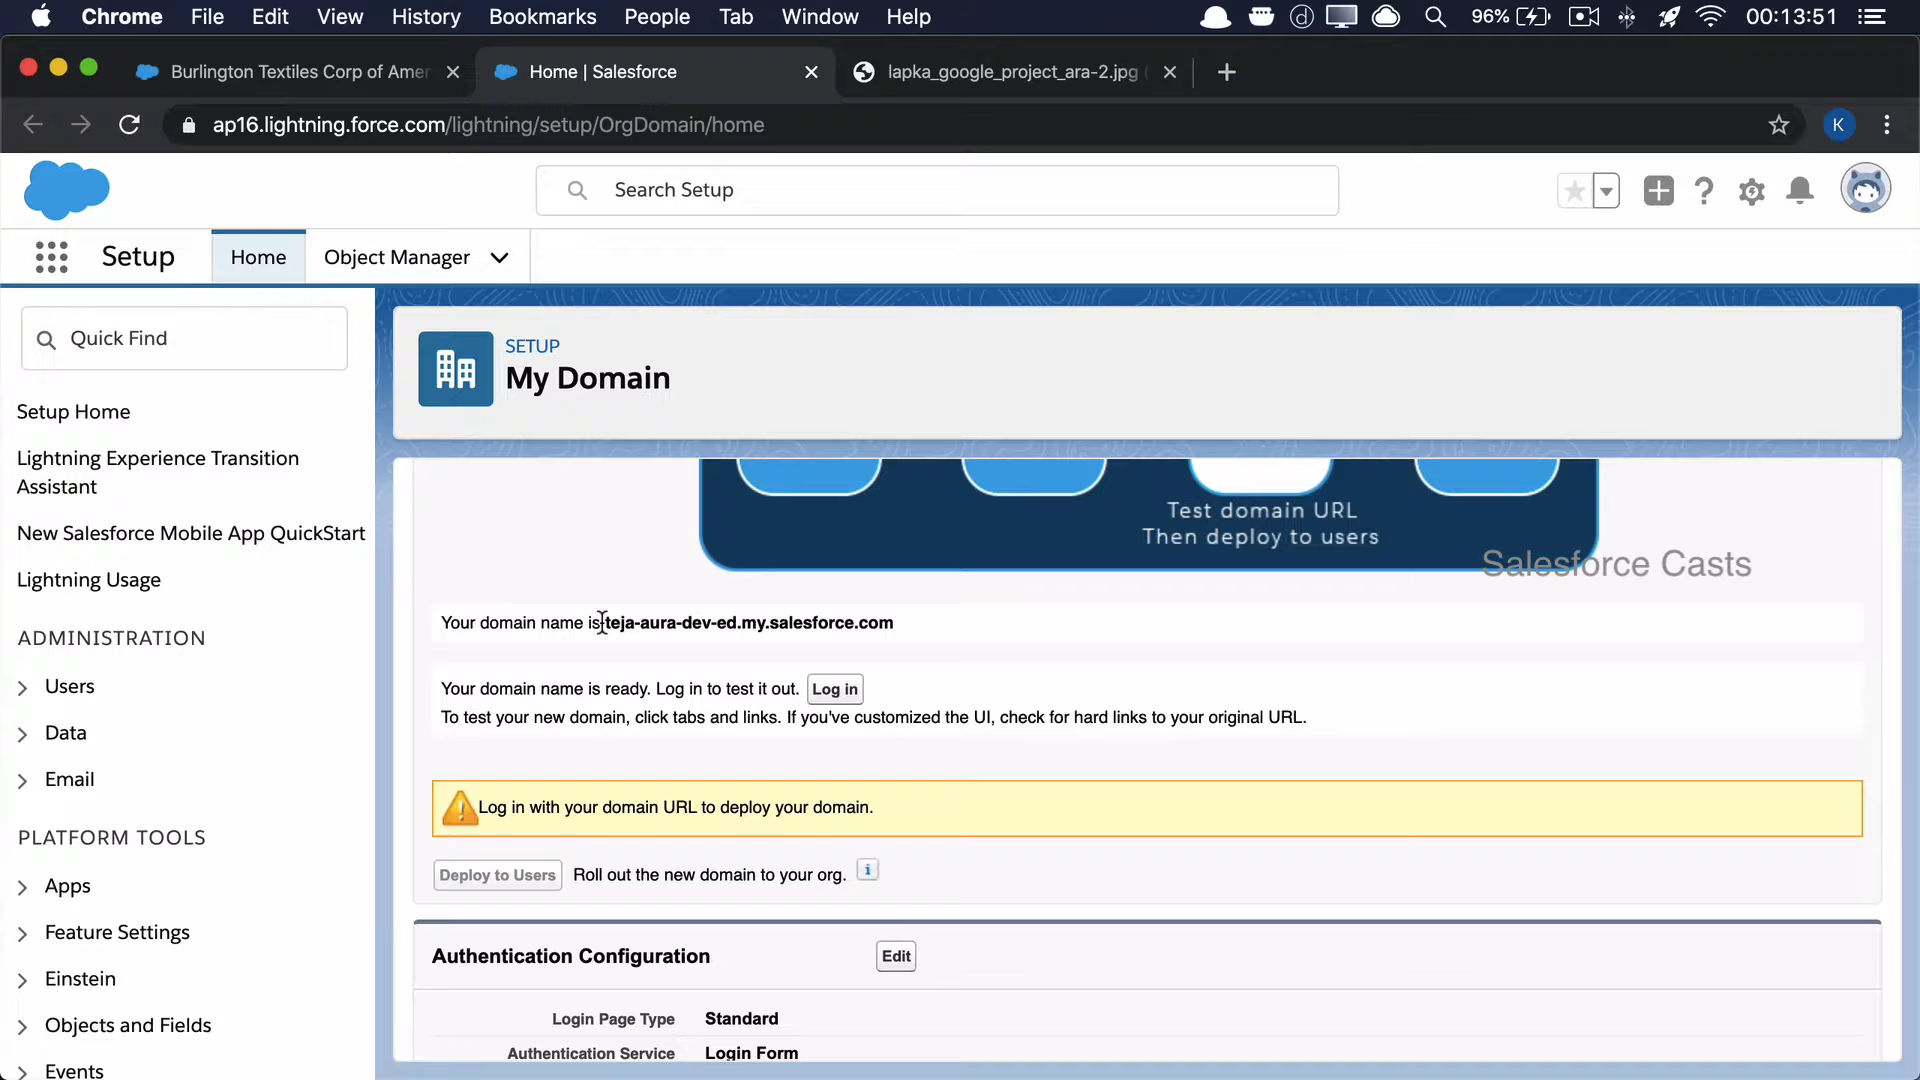 Chrome File Edit View History Bookmarks People Tab Window Help 96% 00:13:51
Burlington Textiles Corp of Amer Home | Salesforce lapka_google_project_ara-2.jpg (
ap16.lightning.force.com/lightning/setup/OrgDomain/home K
Search Setup
Setup Home Object Manager
Quick Find
Setup Home
Lightning Experience Transition
Assistant
New Salesforce Mobile App QuickStart
Lightning Usage
ADMINISTRATION
Users
Data
Email
PLATFORM TOOLS
Apps
Feature Settings
Einstein
Objects and Fields
Events
SETUP
My Domain
Test domain URL
Then deploy to users
Salesforce Casts
Your domain name is teja-aura-dev-ed.my.salesforce.com
Your domain name is ready. Log in to test it out. Log in
To test your new domain, click tabs and links. If you've customized the UI, check for hard links to your original URL.
Log in with your domain URL to deploy your domain.
Deploy to Users Roll out the new domain to your org. i
Authentication Configuration Edit
Login Page Type Standard
Authentication Service Login Form